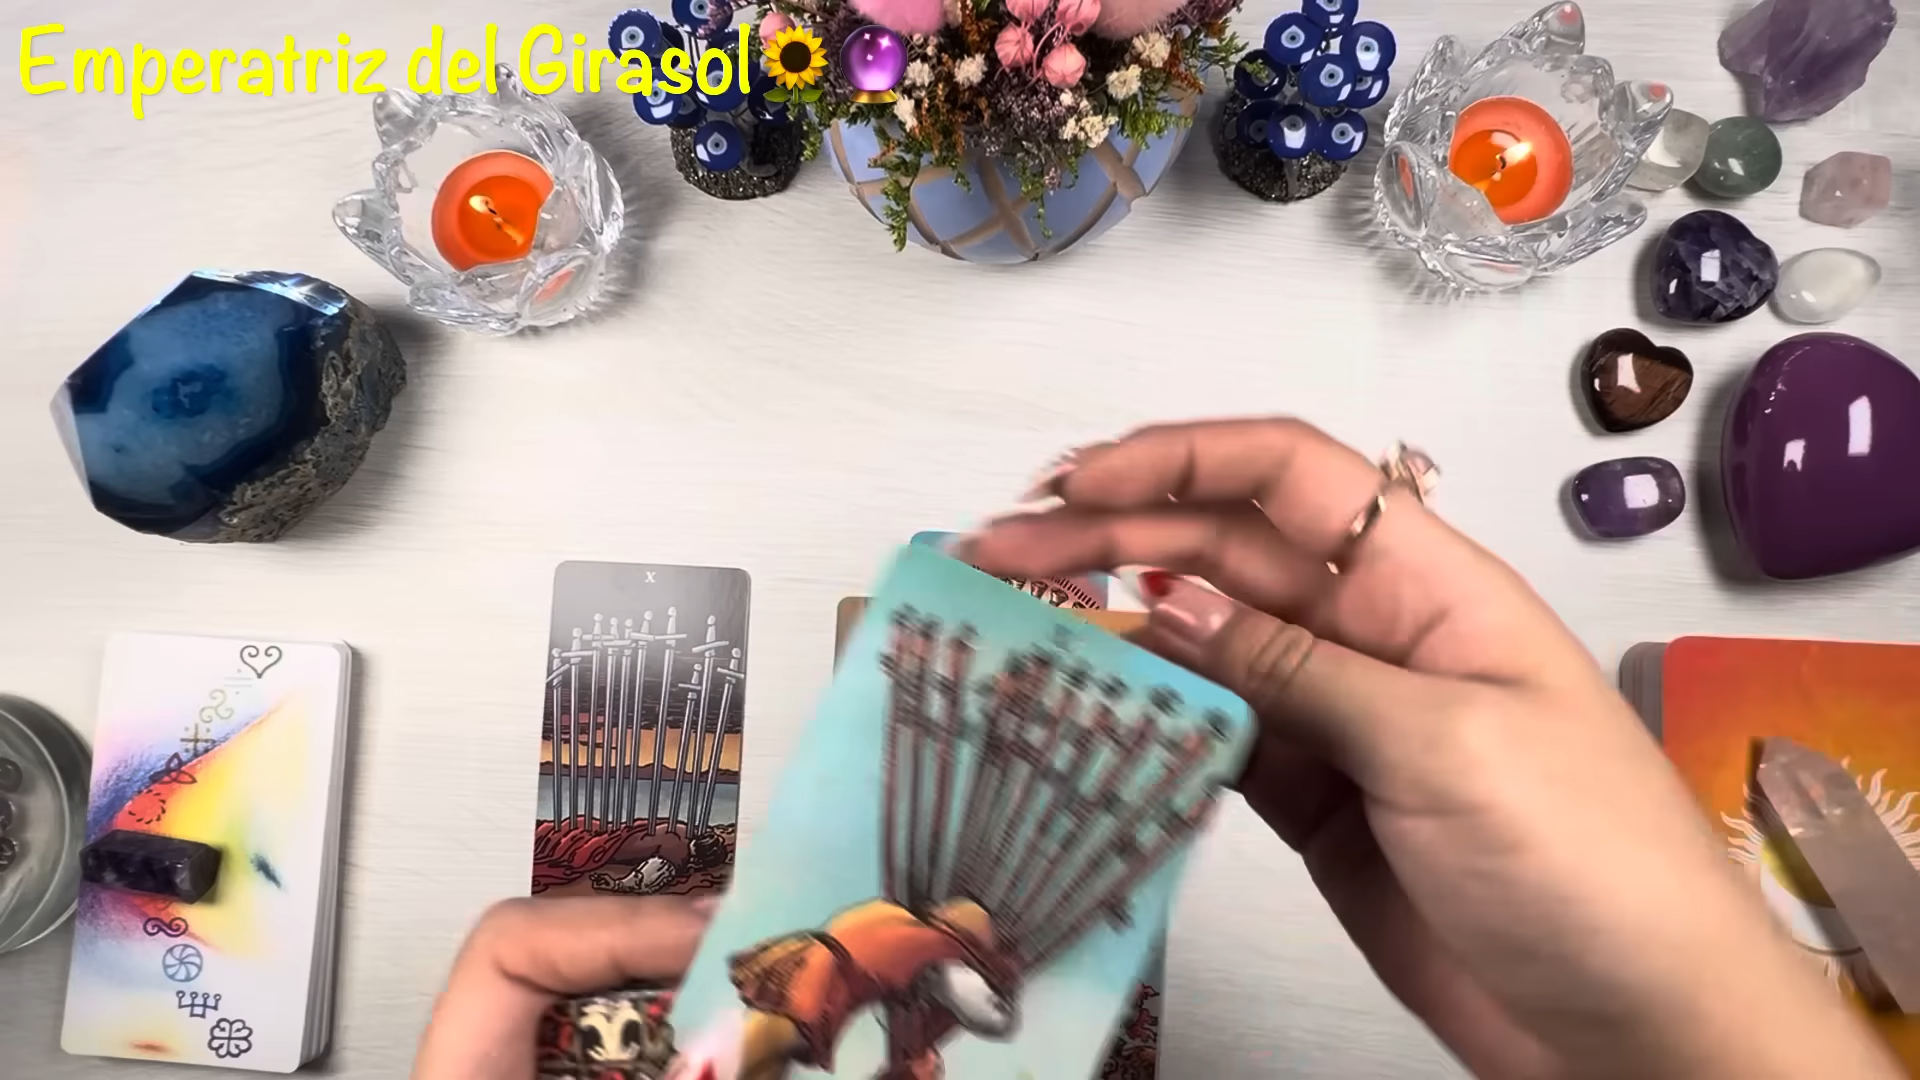 Emperatriz del Girasol🌻🔮
X